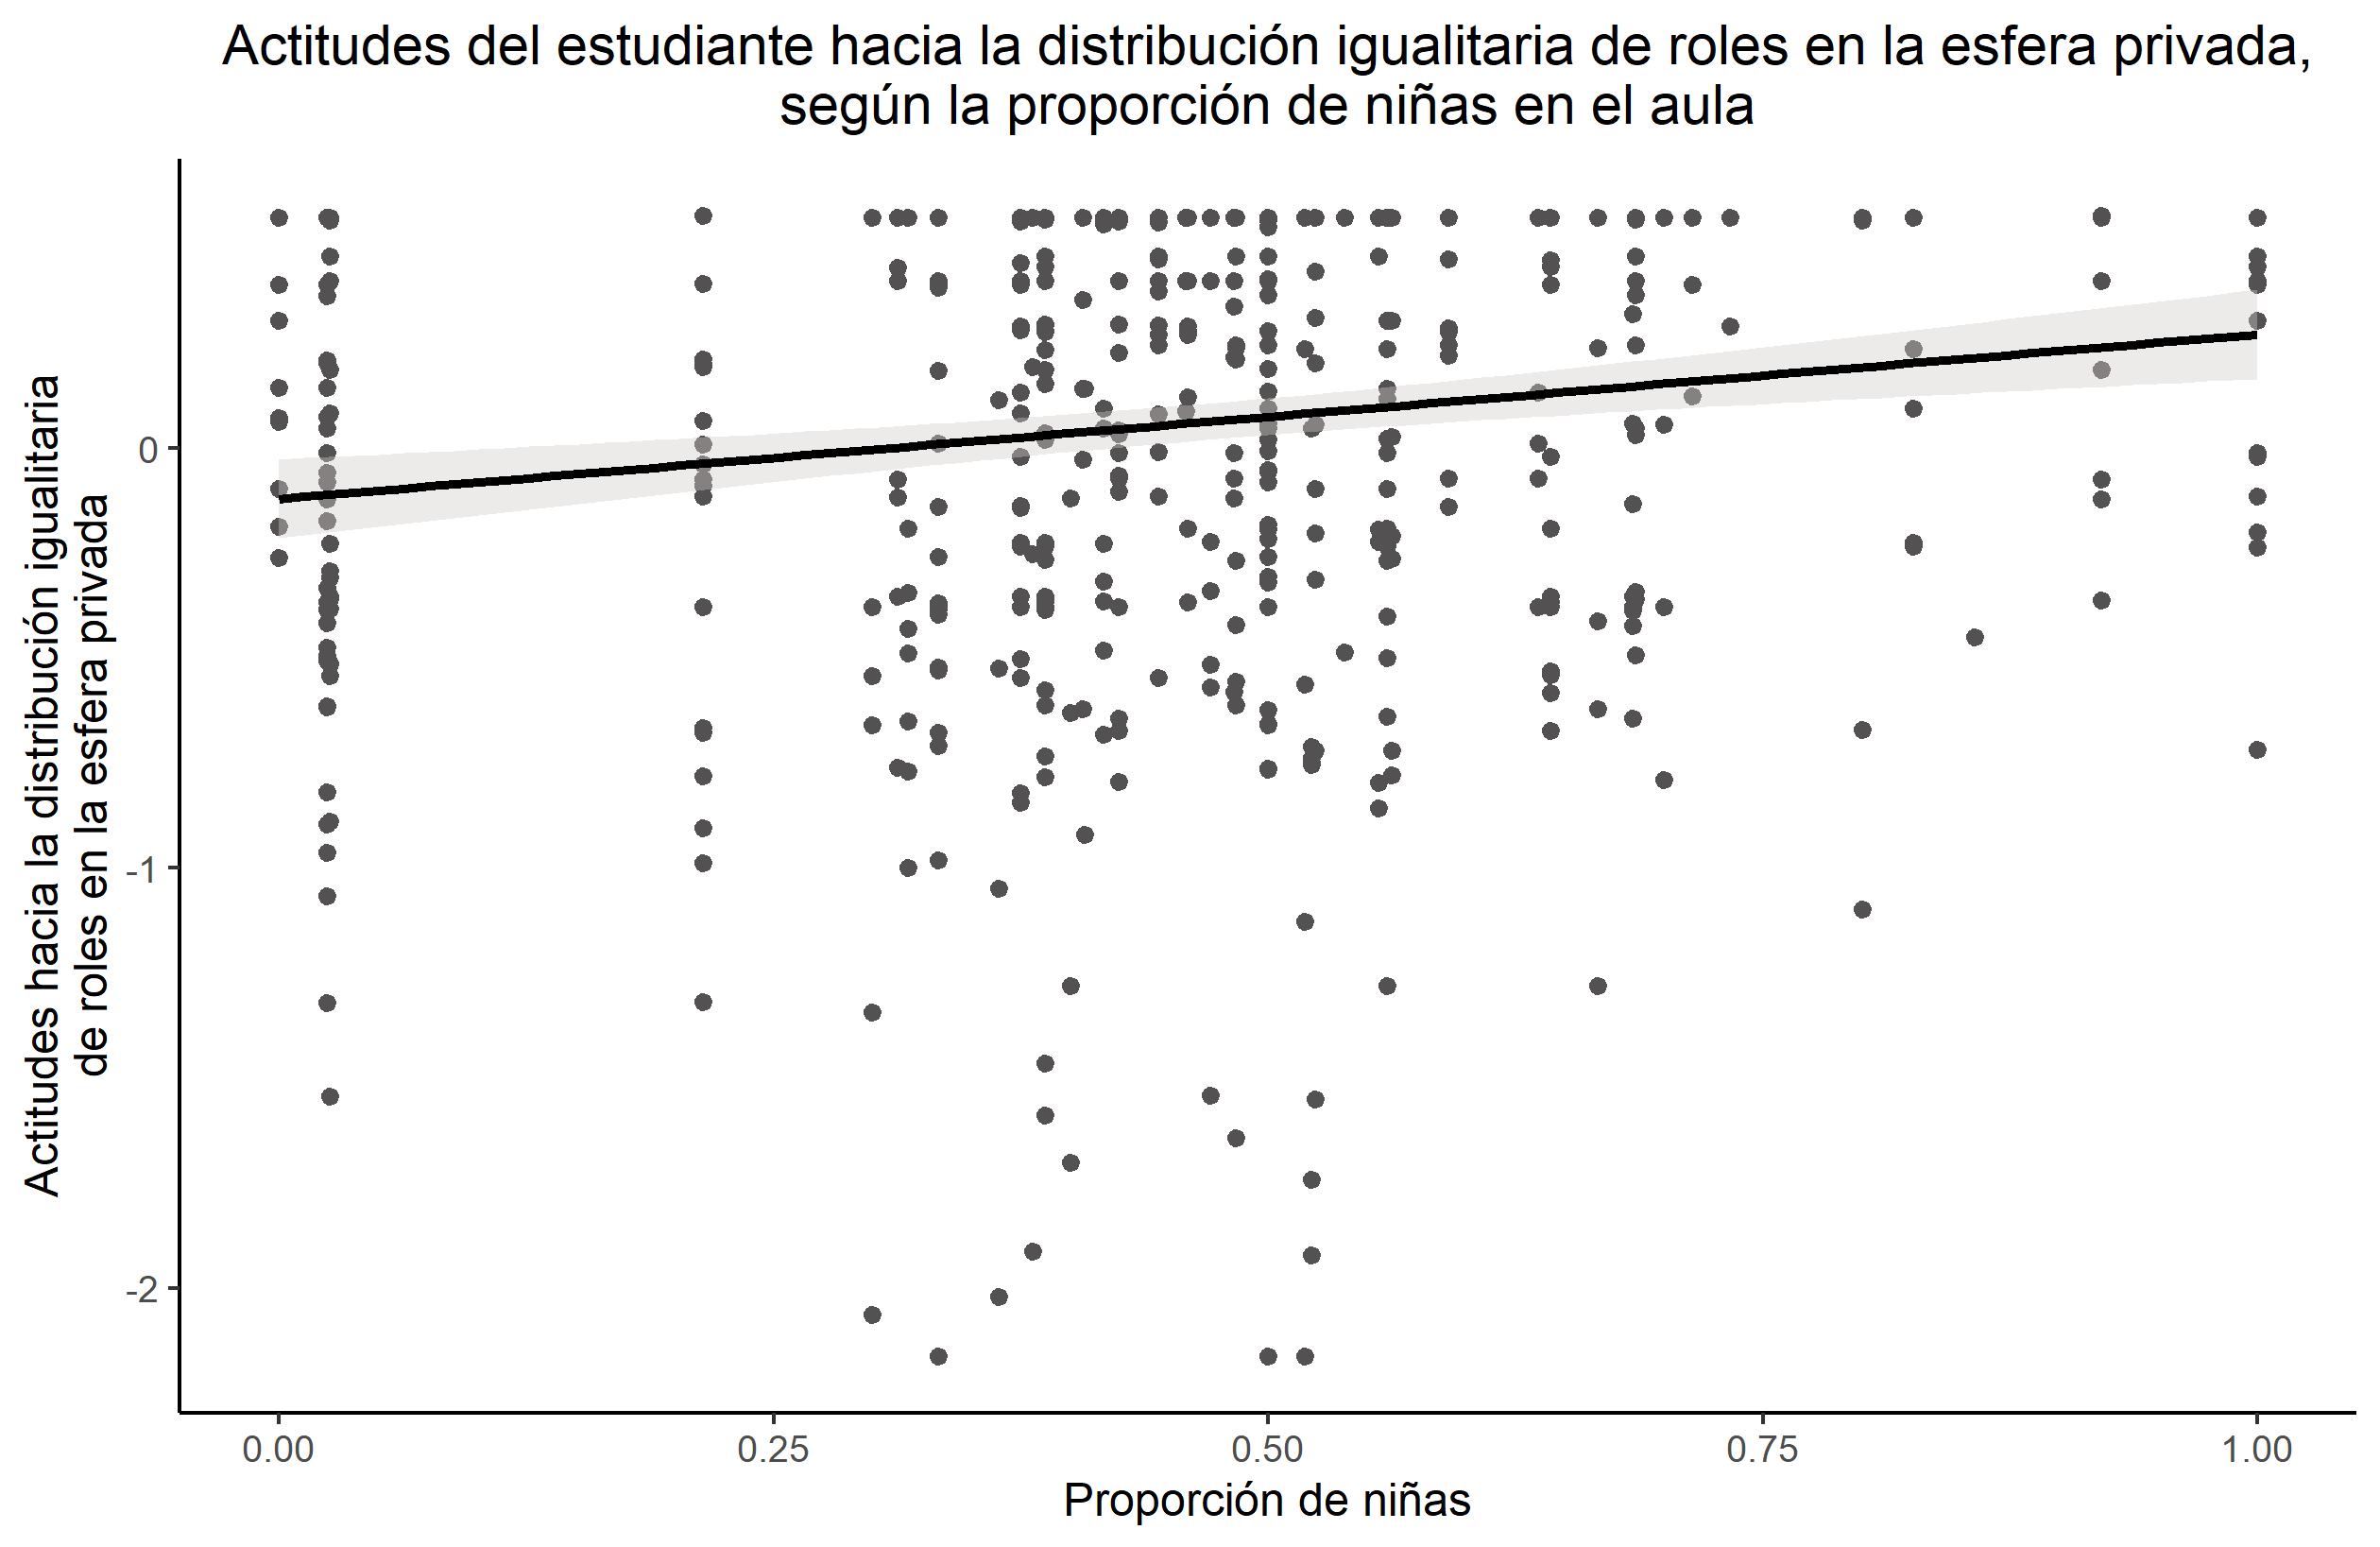 Actitudes del estudiante hacia la distribución igualitaria de roles en la esfera privada,
según la proporción de niñas en el aula
Actitudes hacia la distribución igualitaria
de roles en la esfera privada
0
-1
-2
0.00
0.25
0.50
0.75
1.00
Proporción de niñas